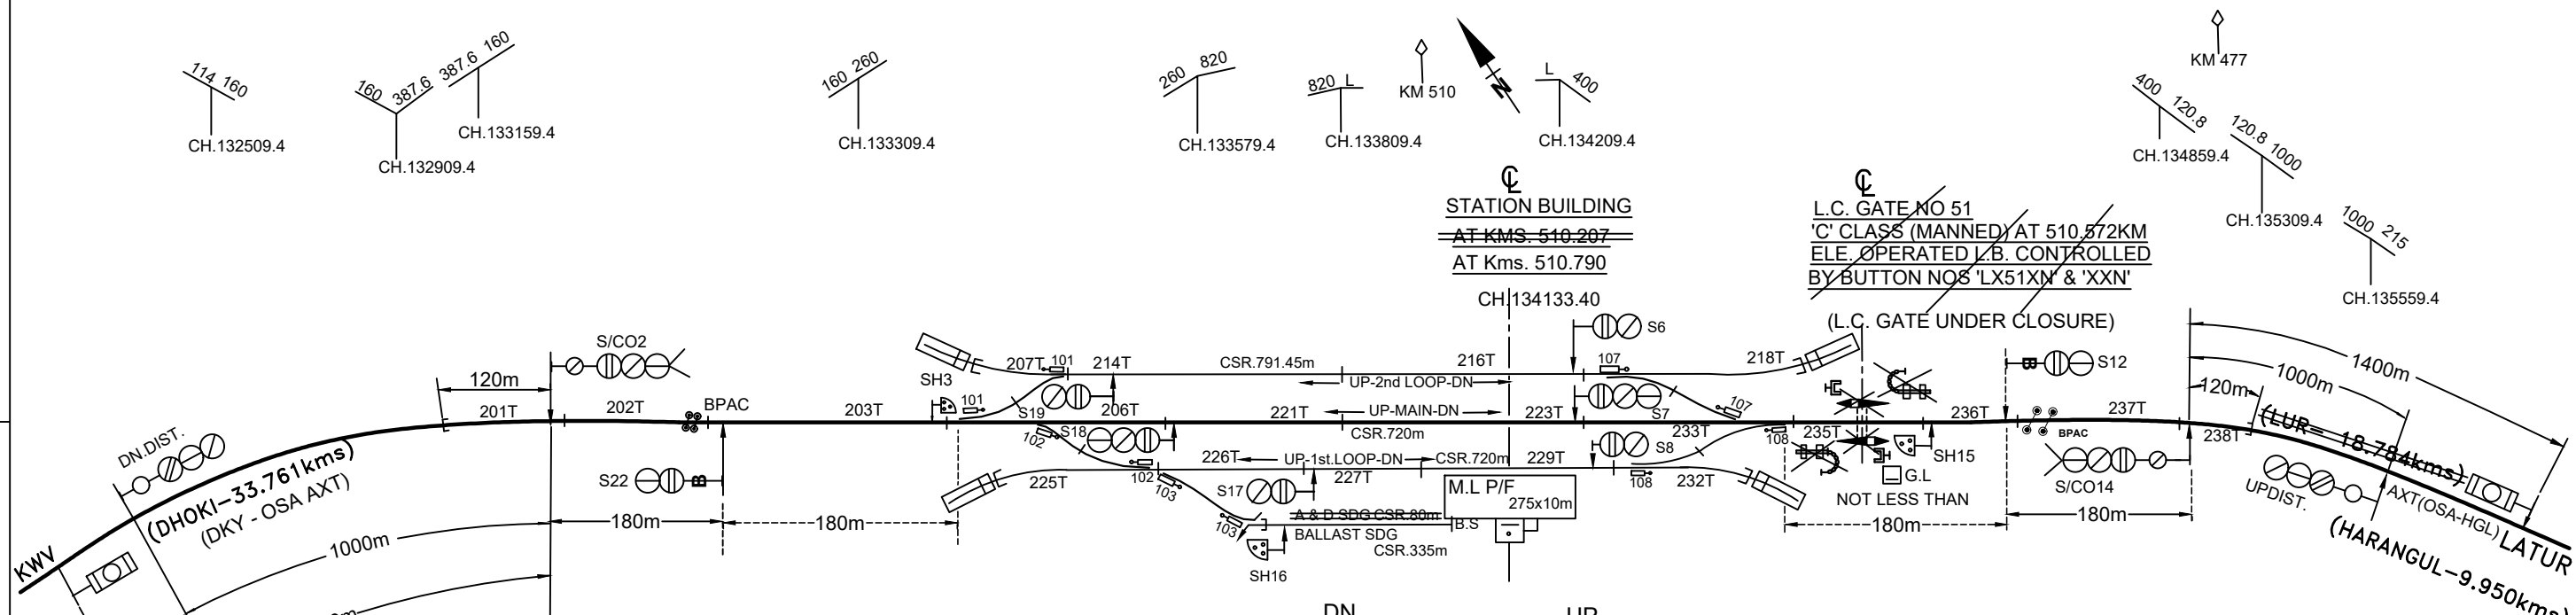 114 160
CH.132509.4
160 387.6
CH.132909.4
387.6 160
CH.133159.4
160 260
CH.133309.4
260 820
CH.133579.4
820 L
CH.133809.4
KM 510
N
L 400
CH.134209.4
KM 477
400 120.8
CH.134859.4
120.8 1000
CH.135309.4
1000 215
CH.135559.4
STATION BUILDING
AT KMS. 510.207
AT Kms. 510.790
CH.134133.40
L.C. GATE NO 51
'C' CLASS (MANNED) AT 510.572KM
ELE. OPERATED L.B. CONTROLLED
BY BUTTON NOS 'LX51XN' & 'XXN'
(L.C. GATE UNDER CLOSURE)
S/CO2
120m
201T
202T
BPAC
203T
SH3
101
207T
101
214T
CSR.791.45m
216T
UP-2nd LOOP-DN
S6
107
218T
S19
206T
221T
UP-MAIN-DN
CSR.720m
223T
S7
107
S18
102
226T
UP-1st.LOOP-DN
CSR.720m
229T
S8
233T
108
235T
236T
S12
B
237T
BPAC
238T
120m
1000m
1400m
(LUR- 18.784kms)
SH15
G.L
NOT LESS THAN
180m
180m
S/CO14
UPDIST.
AXT(OSA-HGL)
LATUR
(HARANGUL-9.950kms)
DN.DIST.
(DHOKI-33.761kms)
(DKY - OSA AXT)
KWV
1000m
S22
B
180m
180m
225T
102
103
S17
227T
108
232T
M.L P/F
275x10m
103
A & D SDG CSR.80m
B.S
BALLAST SDG
CSR.335m
SH16
DN
UP